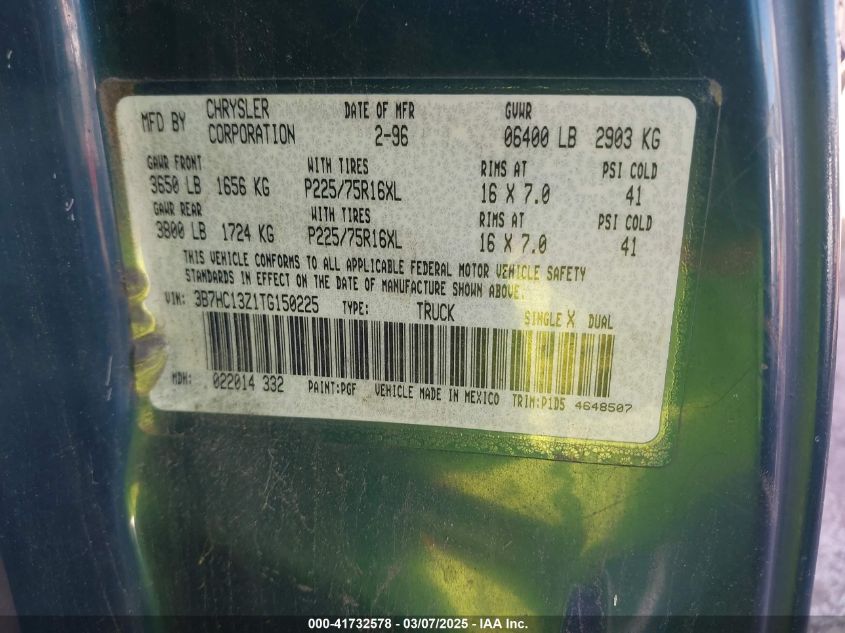 MFD BY CHRYSLER CORPORATION DATE OF MFR 2-96 GVWR 06400 LB 2903 KG
GAWR FRONT WITH TIRES RIMS AT PSI COLD
3650 LB 1656 KG P225/75R16XL 16 X 7.0 41
GAWR REAR WITH TIRES RIMS AT PSI COLD
3800 LB 1724 KG P225/75R16XL 16 X 7.0 41
THIS VEHICLE CONFORMS TO ALL APPLICABLE FEDERAL MOTOR VEHICLE SAFETY
STANDARDS IN EFFECT ON THE DATE OF MANUFACTURE SHOWN ABOVE.
VIN: 3B7HC13Z1TG150225 TYPE: TRUCK SINGLE X DUAL
MDH: 022014 332 PAINT:PGF VEHICLE MADE IN MEXICO TRIM:P1D5 4648507
000-41732578 - 03/07/2025 - IAAI Inc.